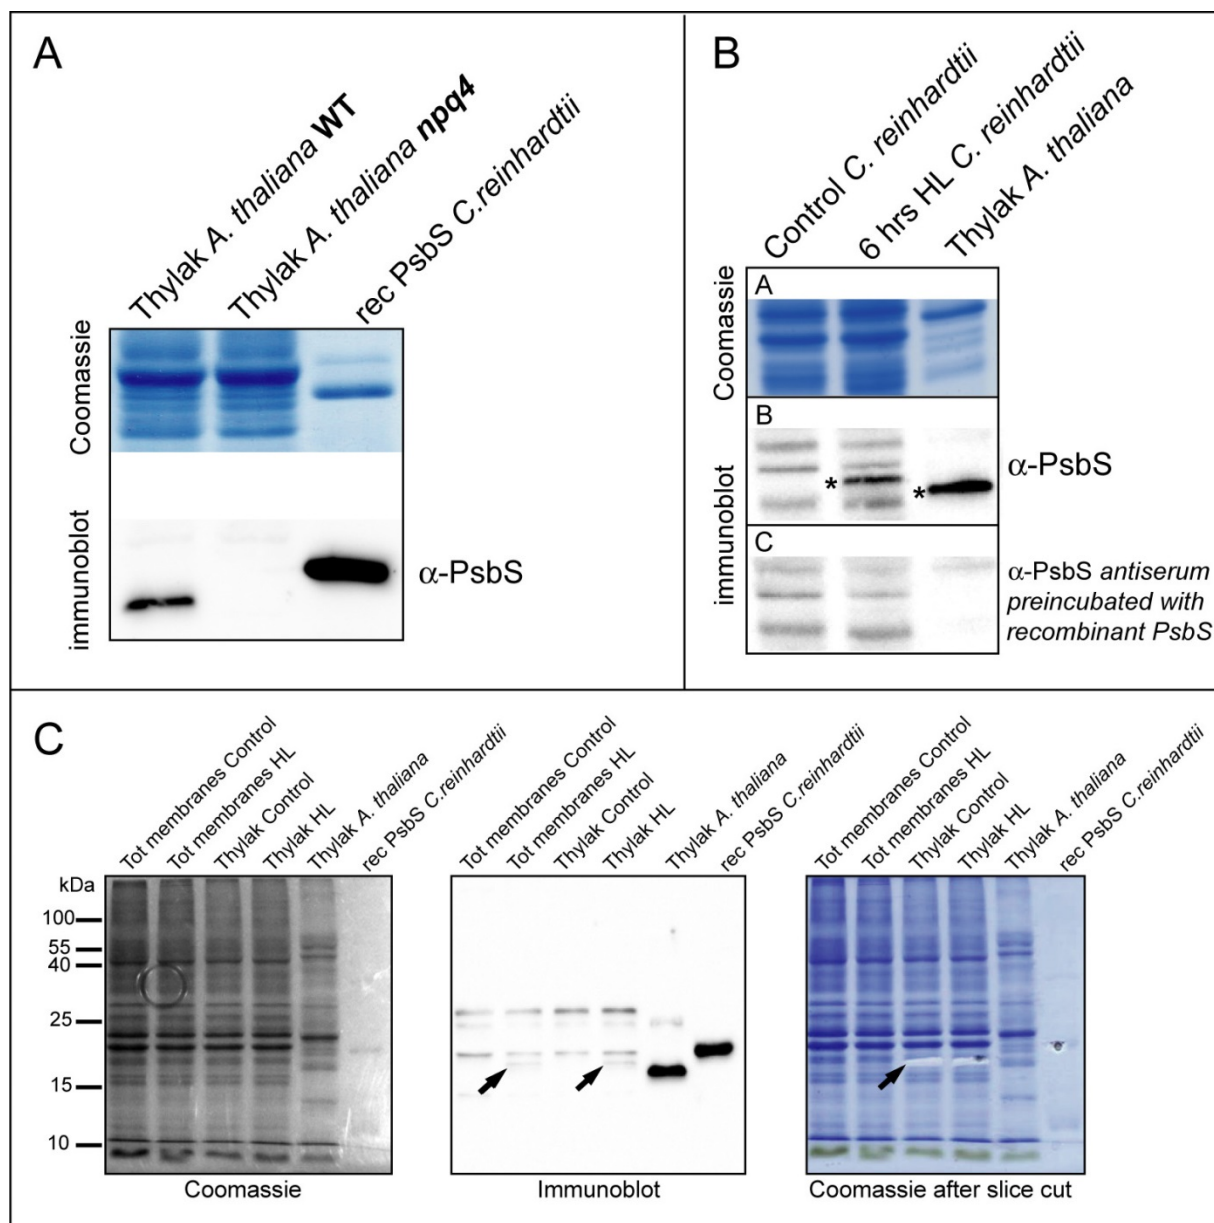 A
Thylak A. thaliana WT
Thylak A. thaliana npq4
rec PsbS C.reinhardtii
Coomassie
immunoblot
α-PsbS
B
Control C. reinhardtii
6 hrs HL C. reinhardtii
Thylak A. thaliana
Coomassie
immunoblot
A
B
* *
α-PsbS
C
α-PsbS antiserum
preincubated with
recombinant PsbS
C
Tot membranes Control
Tot membranes HL
Thylak Control
Thylak HL
Thylak A. thaliana
rec PsbS C.reinhardtii
kDa
100
55
40
25
15
10
Coomassie
Tot membranes Control
Tot membranes HL
Thylak Control
Thylak HL
Thylak A. thaliana
rec PsbS C.reinhardtii
Immunoblot
Tot membranes Control
Tot membranes HL
Thylak Control
Thylak HL
Thylak A. thaliana
rec PsbS C.reinhardtii
Coomassie after slice cut